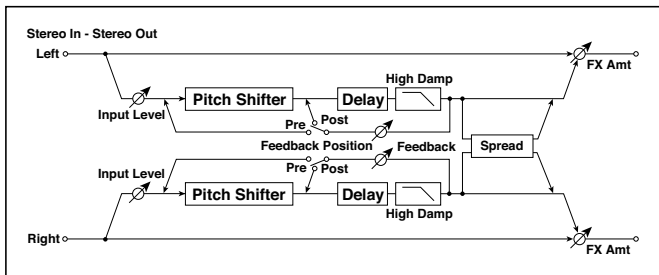 Stereo In - Stereo Out
Left
FX Amt
High Damp
Input Level
Pitch Shifter
Delay
Pre
Post
Feedback Position
Feedback
Spread
Input Level
Pre
Post
Pitch Shifter
Delay
High Damp
Right
FX Amt